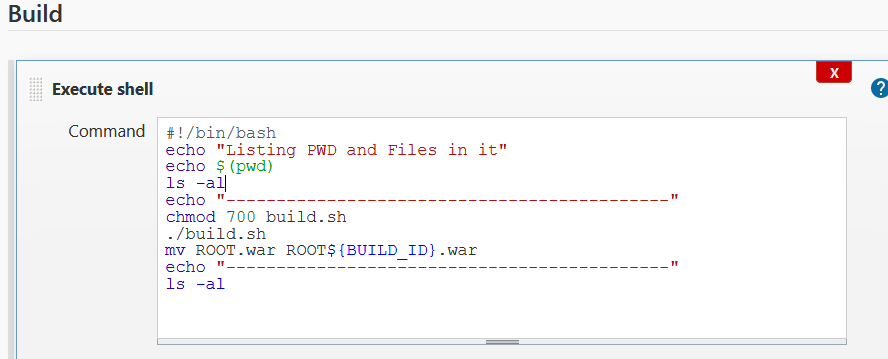 Build
X
?
Execute shell
Command
#!/bin/bash
echo "Listing PWD and Files in it"
echo $(pwd)
ls -al
echo "--------------------------------------------"
chmod 700 build.sh
./build.sh
mv ROOT.war ROOT${BUILD_ID}.war
echo "--------------------------------------------"
ls -al